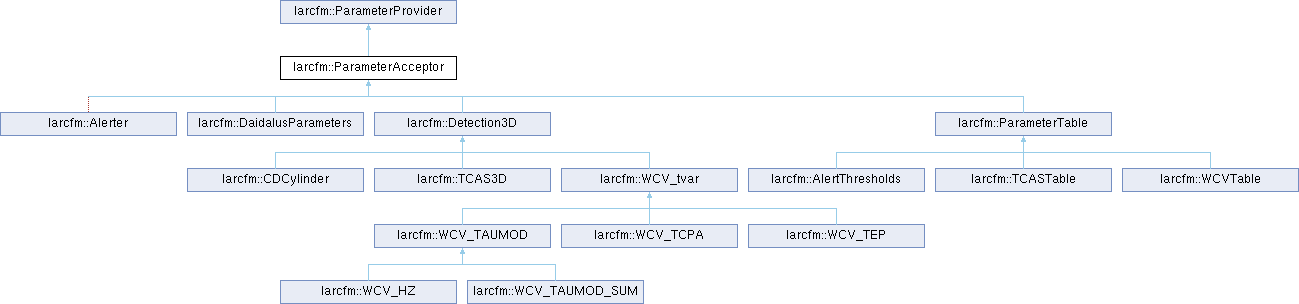 larcfm::ParameterProvider
larcfm::ParameterAcceptor
larcfm::Alerter
larcfm::DaidalusParameters
larcfm::Detection3D
larcfm::ParameterTable
larcfm::CDCylinder
larcfm::TCAS3D
larcfm::WCV_tvar
larcfm::AlertThresholds
larcfm::TCASTable
larcfm::WCVTable
larcfm::WCV_TAUMOD
larcfm::WCV_TCPA
larcfm::WCV_TEP
larcfm::WCV_HZ
larcfm::WCV_TAUMOD_SUM